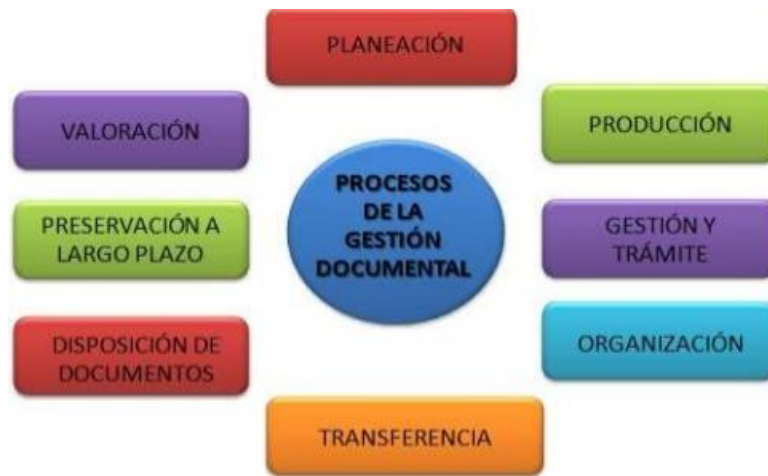 PLANEACIÓN
PRODUCCIÓN
GESTIÓN Y
TRÁMITE
ORGANIZACIÓN
TRANSFERENCIA
DISPOSICIÓN DE
DOCUMENTOS
PRESERVACIÓN A
LARGO PLAZO
VALORACIÓN
PROCESOS
DE LA
GESTIÓN
DOCUMENTAL